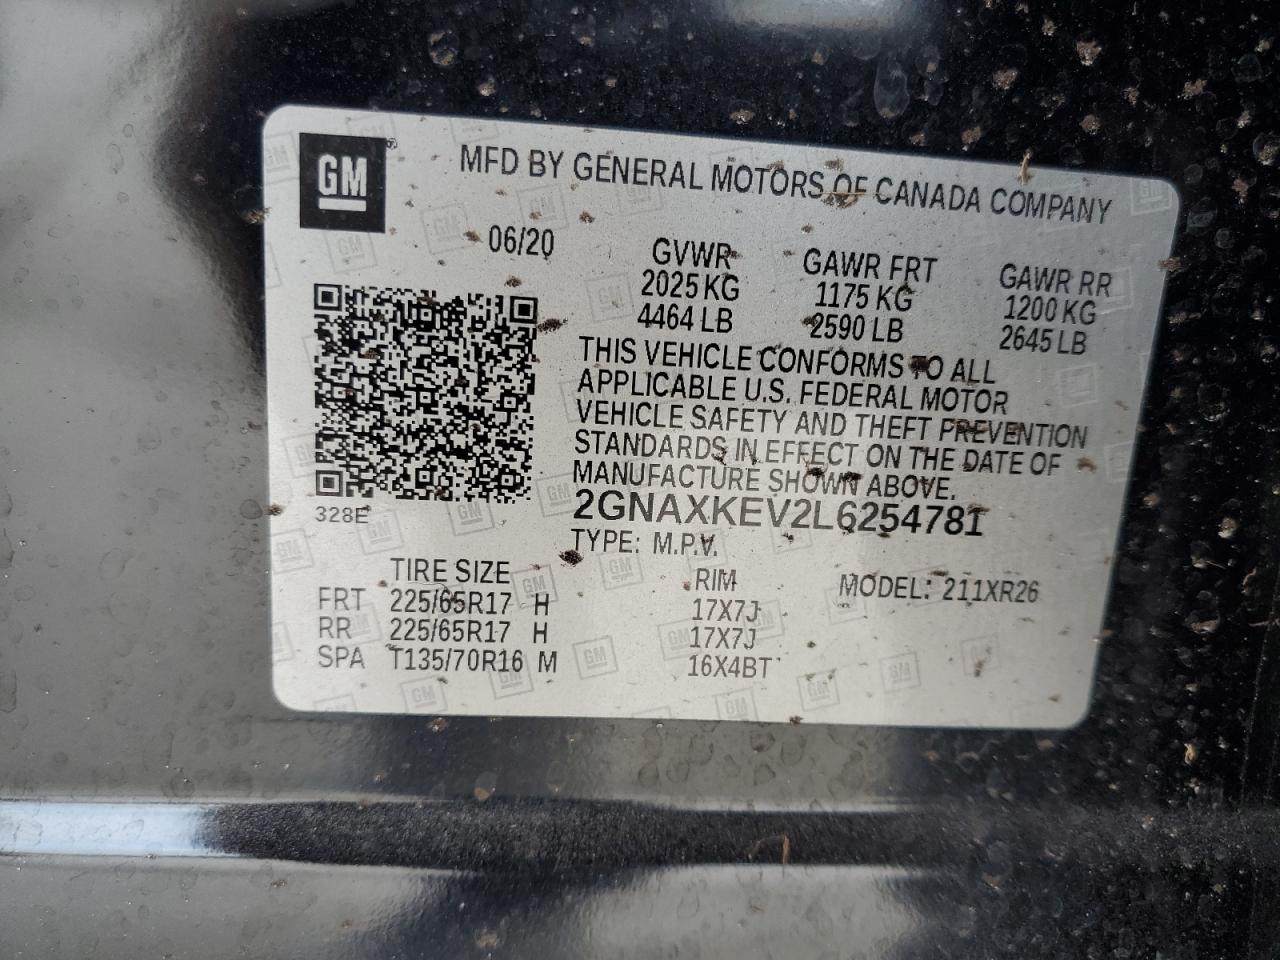 GM
MFD BY GENERAL MOTORS OF CANADA COMPANY
06/20
GVWR GAWR FRT GAWR RR
2025 KG 1175 KG 1200 KG
4464 LB 2590 LB 2645 LB
THIS VEHICLE CONFORMS TO ALL
APPLICABLE U.S. FEDERAL MOTOR
VEHICLE SAFETY AND THEFT PREVENTION
STANDARDS IN EFFECT ON THE DATE OF
MANUFACTURE SHOWN ABOVE.
2GNAXKEV2L6254781
328E
TYPE: M.P.V.
TIRE SIZE RIM MODEL: 211XR26
FRT 225/65R17 H 17X7J
RR 225/65R17 H 17X7J
SPA T135/70R16 M 16X4BT